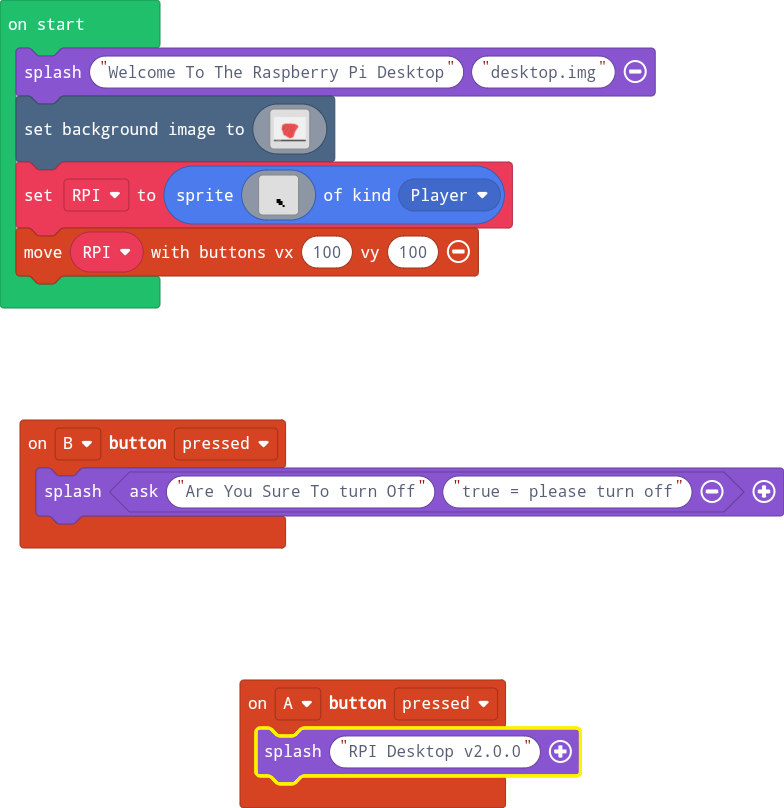 on start
splash "Welcome To The Raspberry Pi Desktop" "desktop.img"
set background image to
set RPI to sprite of kind Player
move RPI with buttons vx 100 vy 100
on B button pressed
splash ask "Are You Sure To turn Off" "true = please turn off"
on A button pressed
splash "RPI Desktop v2.0.0"